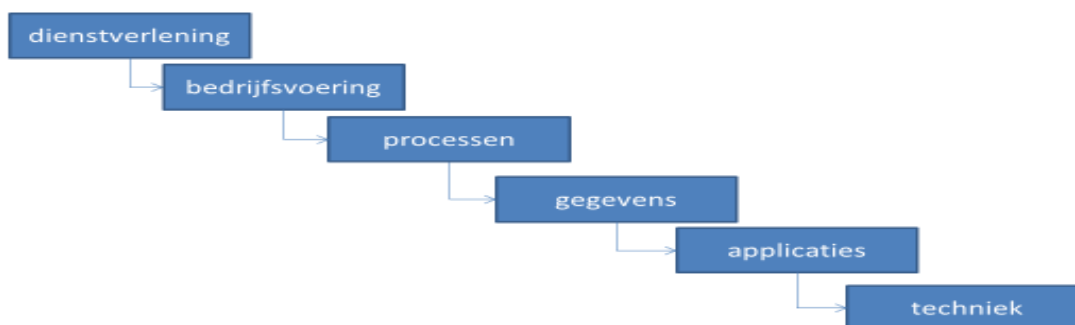 dienstverlening
bedrijfsvoering
processen
gegevens
applicaties
techniek